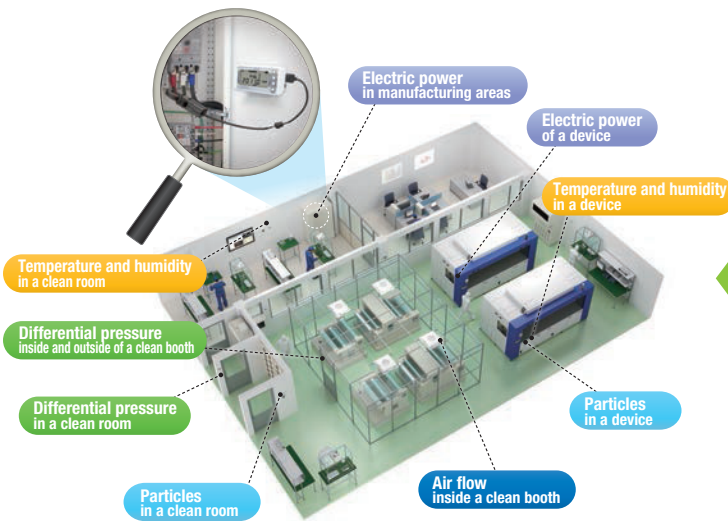 Electric power
in manufacturing areas
Electric power
of a device
Temperature and humidity
in a device
Temperature and humidity
in a clean room
Differential pressure
inside and outside of a clean booth
Differential pressure
in a clean room
Particles
in a device
Air flow
inside a clean booth
Particles
in a clean room